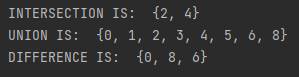 INTERSECTION IS:  {2, 4}
UNION IS:  {0, 1, 2, 3, 4, 5, 6, 8}
DIFFERENCE IS:  {0, 8, 6}